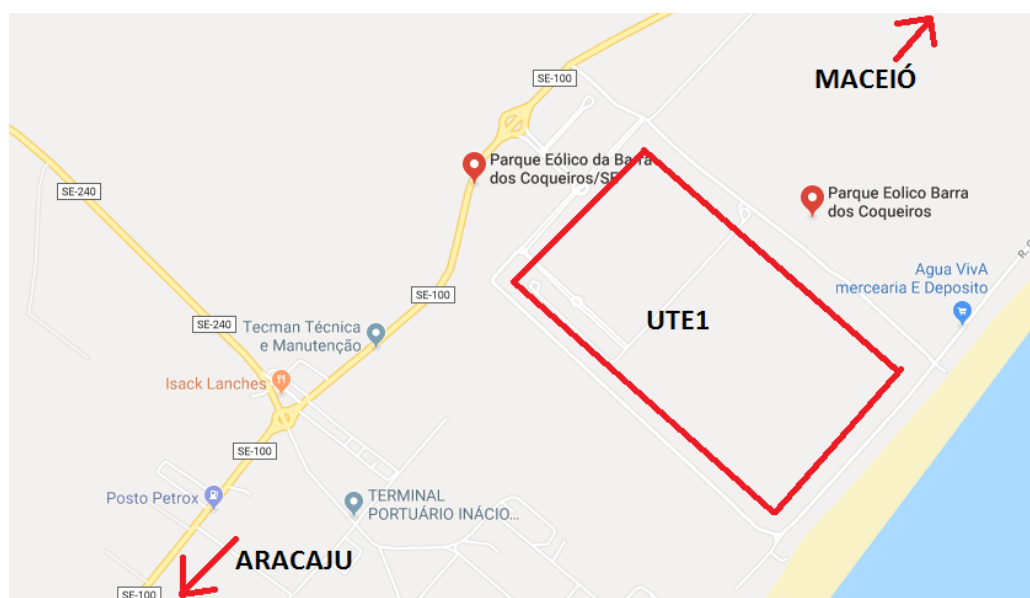 MACEIÓ
SE-100
Parque Eólico da Barra
dos Coqueiros/SE
SE-240
Parque Eolico Barra
dos Coqueiros
Agua VivA
mercearia E Deposito
SE-100
SE-240
Tecman Técnica
e Manutenção
UTE1
Isack Lanches
SE-100
Posto Petrox
TERMINAL
PORTUÁRIO INÁCIO...
ARACAJU
SE-100